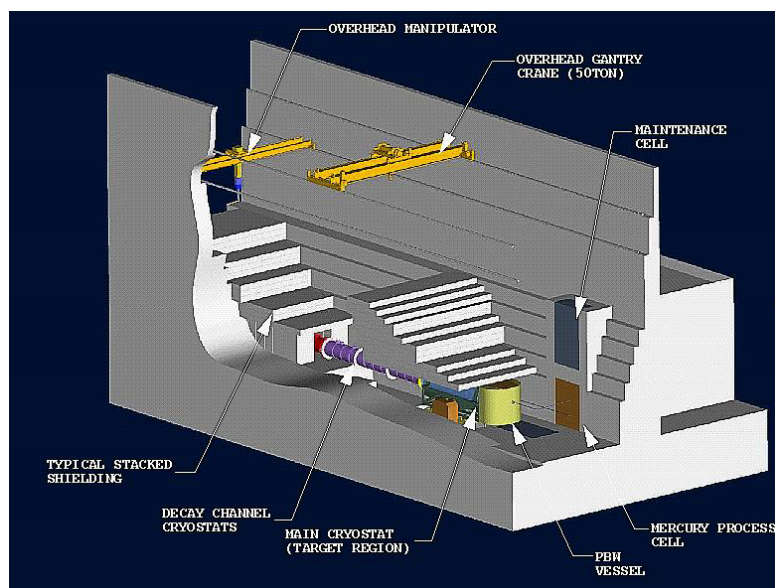 OVERHEAD MANIPULATOR
OVERHEAD GANTRY
CRANE (50TON)
MAINTENANCE
CELL
TYPICAL STACKED
SHIELDING
DECAY CHANNEL
CRYOSTATS
MAIN CRYOSTAT
(TARGET REGION)
PBW
VESSEL
MERCURY PROCESS
CELL